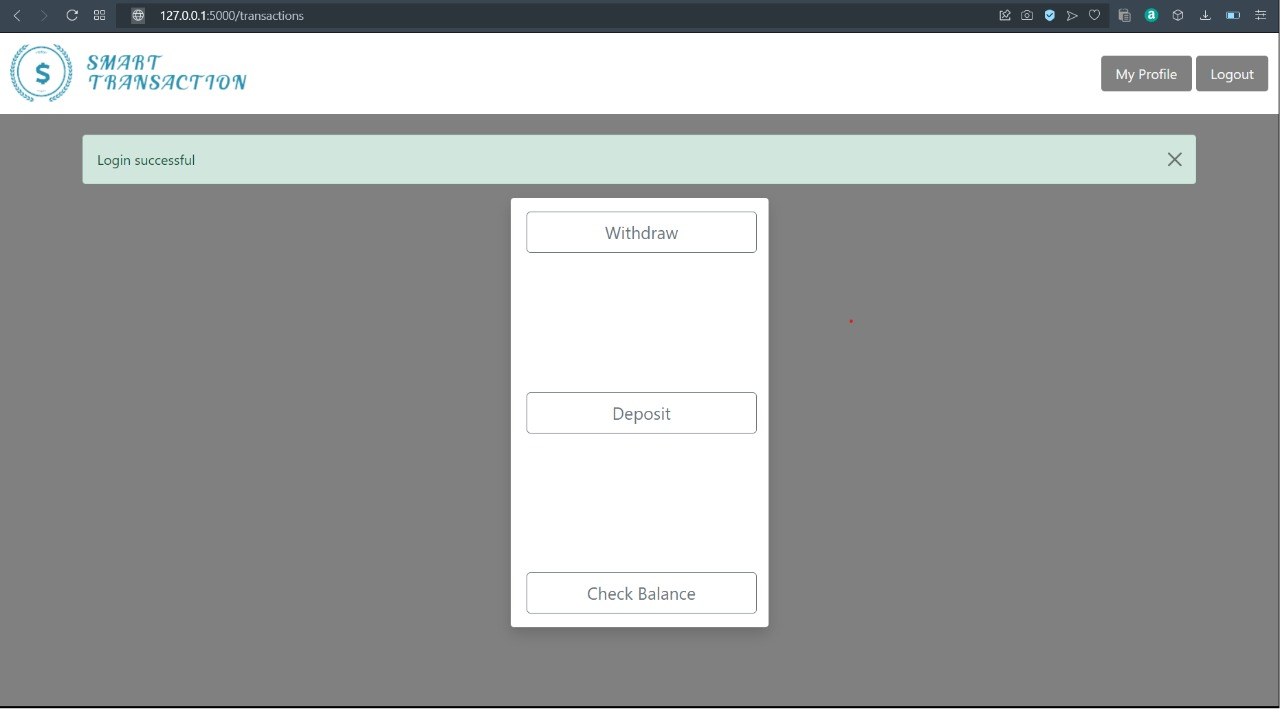 127.0.0.1:5000/transactions
SMART
TRANSACTION
My Profile
Logout
Login successful
Withdraw
Deposit
Check Balance